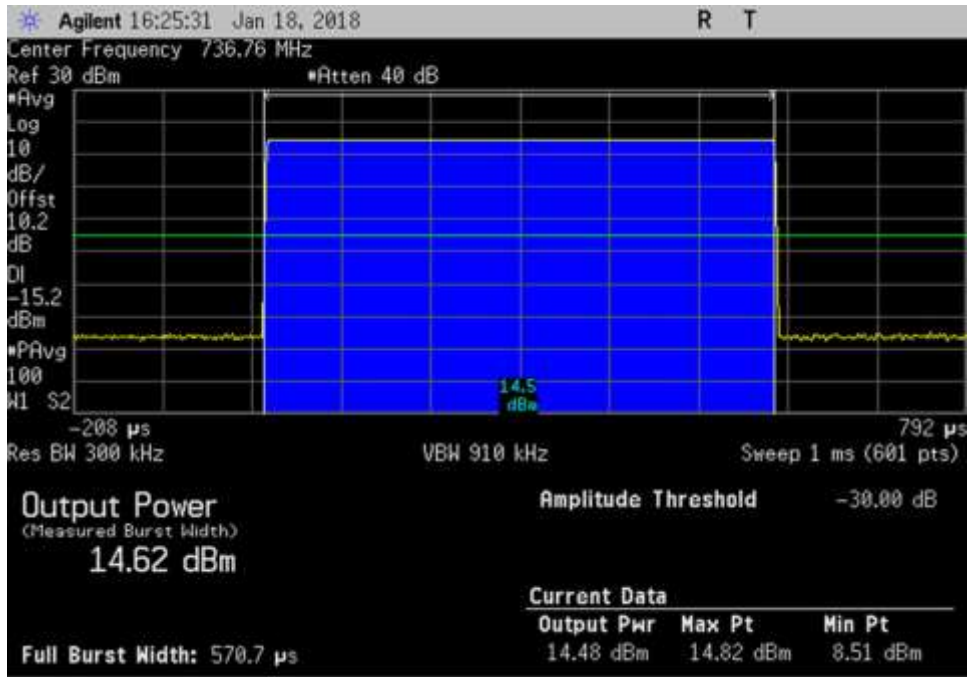 Agilent 16:25:31 Jan 18, 2018 R T
Center Frequency 736.76 MHz
Ref 30 dBm *Atten 40 dB
*Avg
Log
10
dB/
Offst
10.2
dB
DI
-15.2
dBm
*PAvg
100
W1 S2
14.5
dBm
-208 µs 792 µs
Res BW 300 kHz VBW 910 kHz Sweep 1 ms (601 pts)
Output Power Amplitude Threshold -30.00 dB
(Measured Burst Width)
14.62 dBm
Current Data
Output Pwr Max Pt Min Pt
Full Burst Width: 570.7 µs 14.48 dBm 14.82 dBm 8.51 dBm